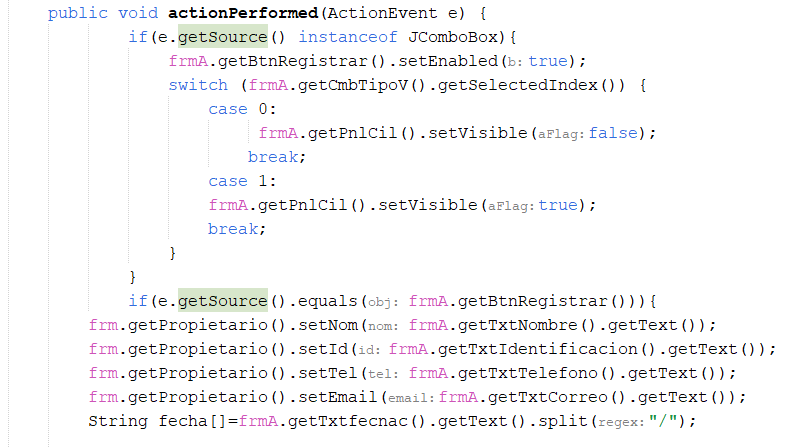 public void actionPerformed(ActionEvent e) {
if(e.getSource() instanceof JComboBox){
frmA.getBtnRegistrar().setEnabled(b: true);
switch (frmA.getCmbTipoV().getSelectedIndex()) {
case 0:
frmA.getPnlCil().setVisible(aFlag: false);
break;
case 1:
frmA.getPnlCil().setVisible(aFlag: true);
break;
}
}
if(e.getSource().equals(obj: frmA.getBtnRegistrar())){
frm.getPropietario().setNom(nom: frmA.getTxtNombre().getText());
frm.getPropietario().setId(id: frmA.getTxtIdentificacion().getText());
frm.getPropietario().setTel(tel: frmA.getTxtTelefono().getText());
frm.getPropietario().setEmail(email: frmA.getTxtCorreo().getText());
String fecha[]=frmA.getTxtfecnac().getText().split(regex: "/");